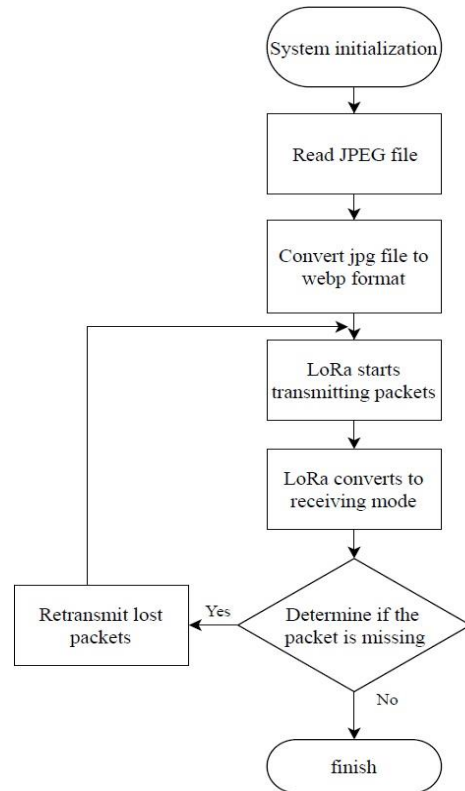 System initialization
Read JPEG file
Convert jpg file to
webp format
LoRa starts
transmitting packets
LoRa converts to
receiving mode
Determine if the
packet is missing
Yes
Retransmit lost
packets
No
finish